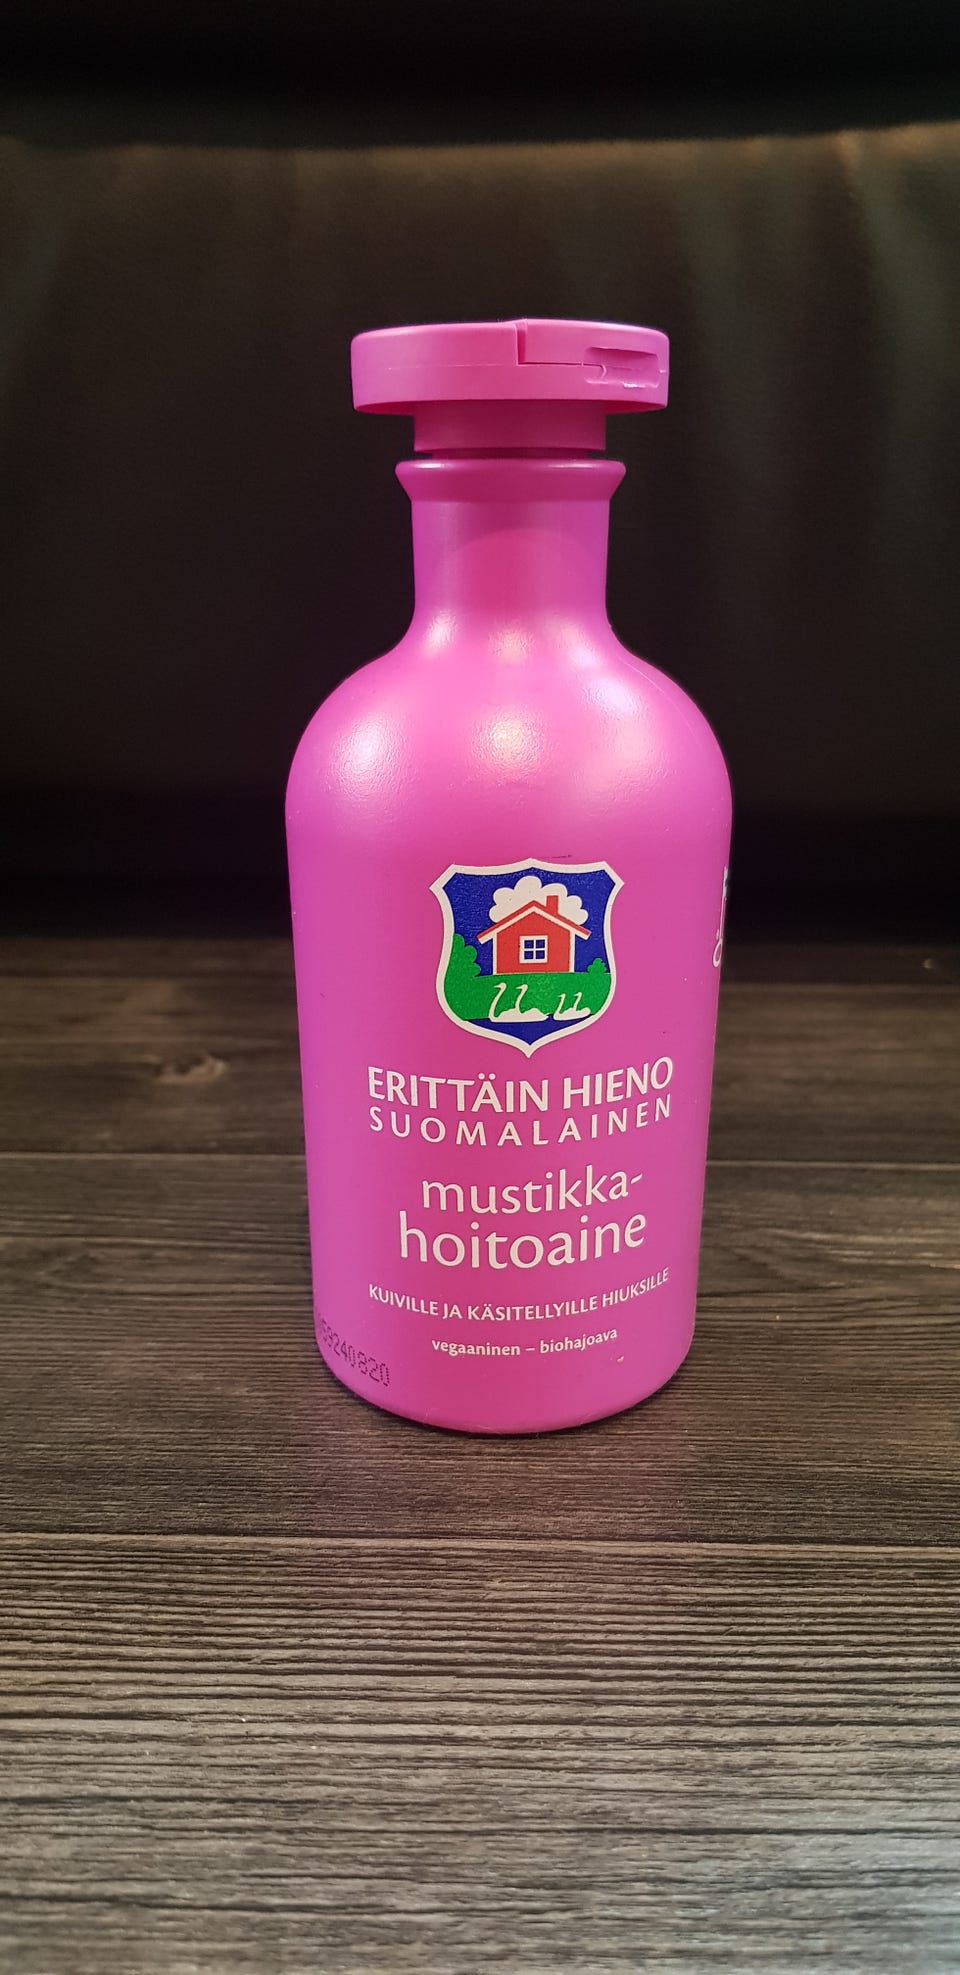 ERITTÄIN HIENO
SUOMALAINEN
mustikka-
hoitoaine
KUIVILLE JA KÄSITELLYILLE HIUKSILLE
vegaaninen – biohajoava